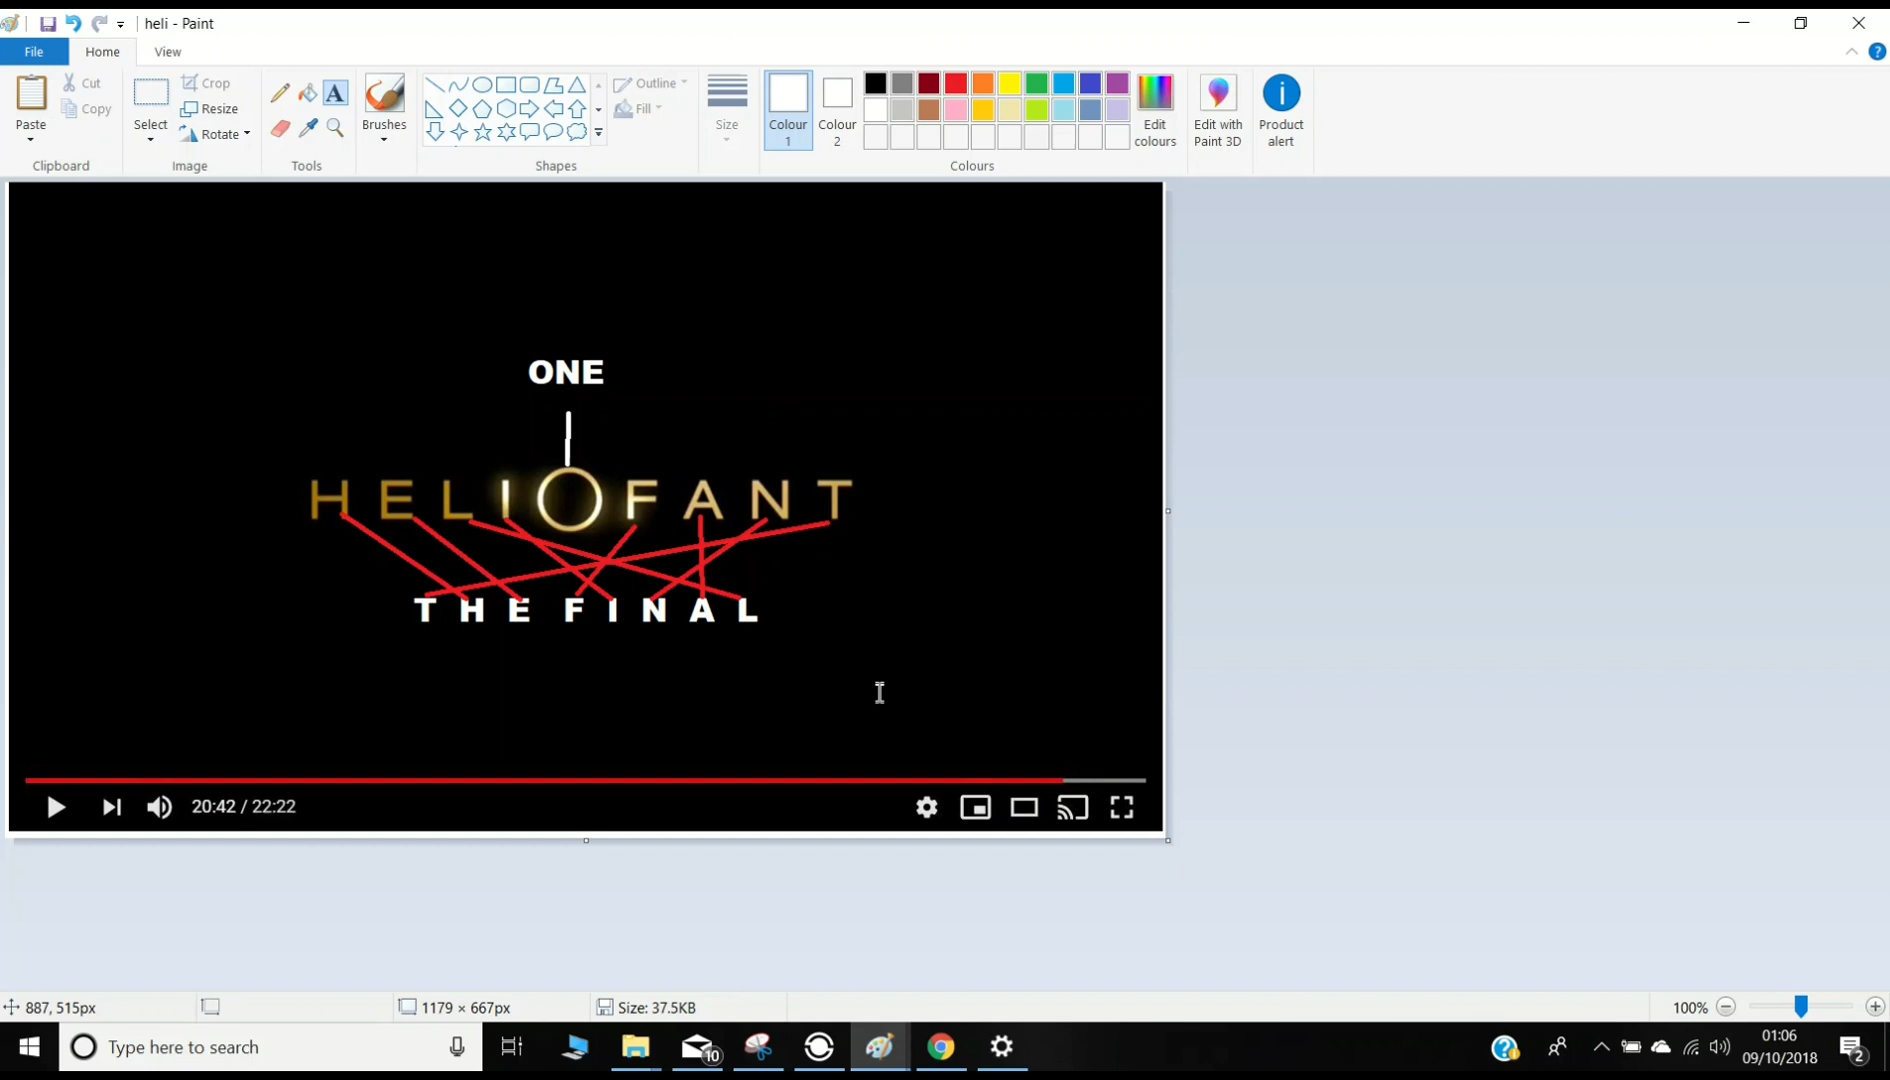 heli - Paint
File Home View
Paste Cut Copy Clipboard
Select Crop Resize Rotate Image
A Tools
Brushes
Outline Fill Shapes
Size
Colour 1 Colour 2 Edit colours Colours
Edit with Paint 3D
Product alert
ONE
HELIOFANT
THE FINAL
20:42 / 22:22
887, 515px 1179 × 667px Size: 37.5KB 100%
Type here to search 10 01:06
09/10/2018 2